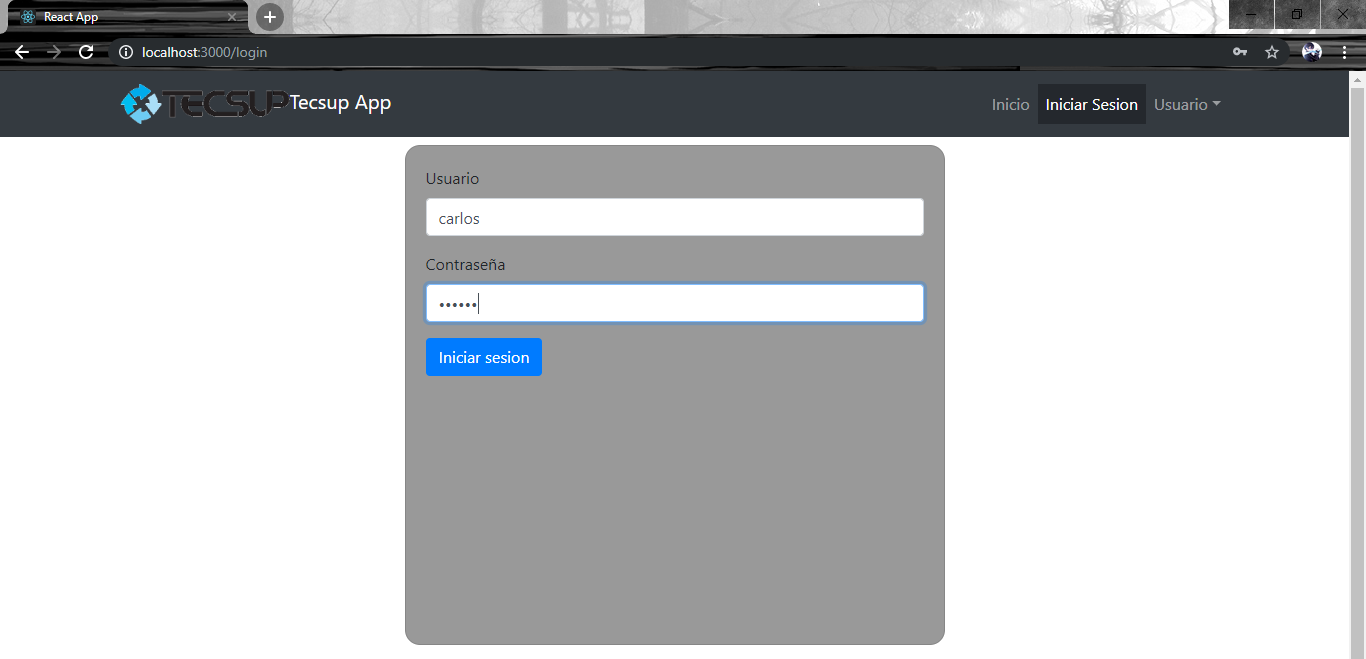 React App
localhost:3000/login
TECSUP Tecsup App
Inicio Iniciar Sesion Usuario
Usuario
carlos
Contraseña
••••••
Iniciar sesion